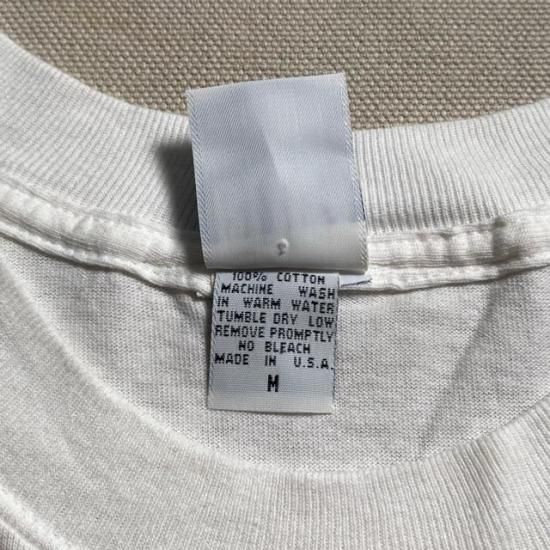 100% COTTON
MACHINE WASH
IN WARM WATER
TUMBLE DRY LOW
REMOVE PROMPTLY
NO BLEACH
MADE IN U.S.A.
M